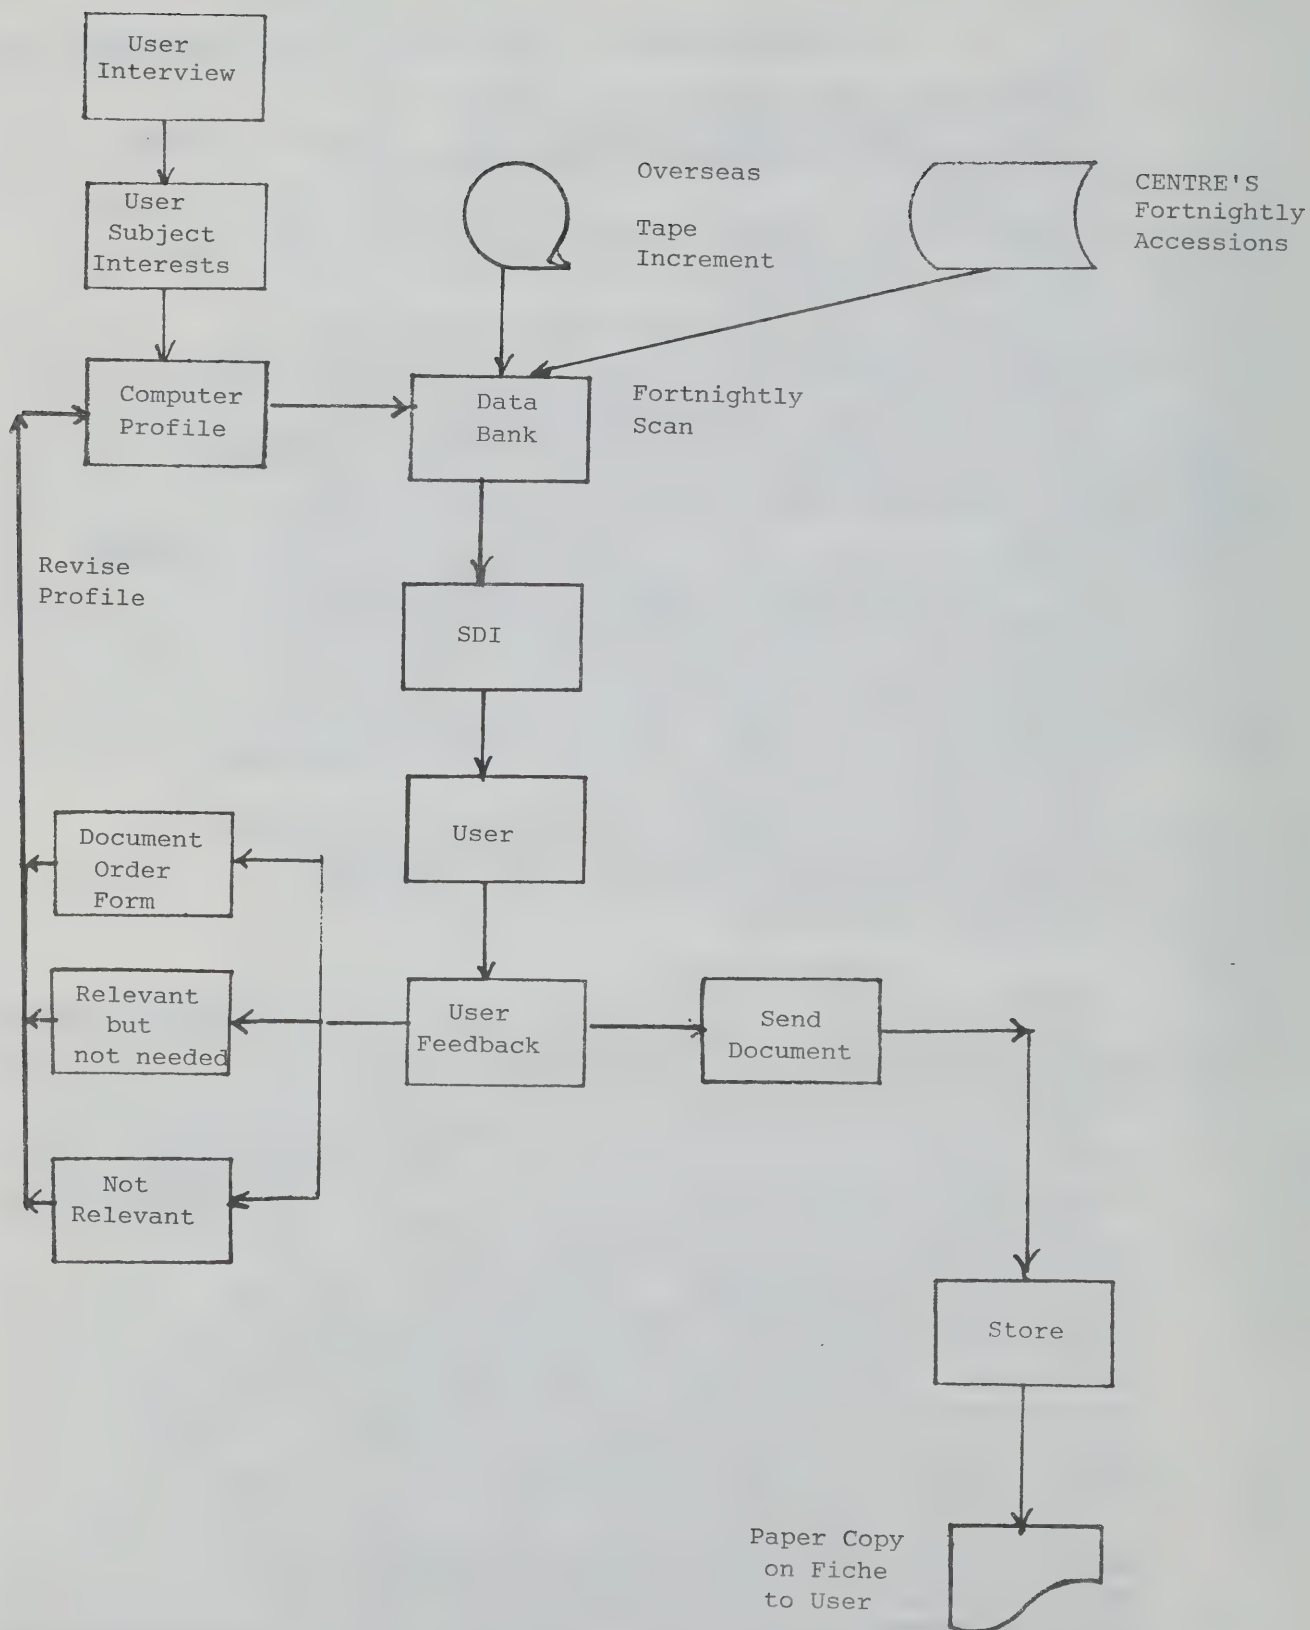 User
Interview
User
Subject
Interests
Overseas
Tape
Increment
CENTRE'S
Fortnightly
Accessions
Computer
Profile
Data
Bank
Fortnightly
Scan
Revise
Profile
SDI
User
Document
Order
Form
Relevant
but
not needed
User
Feedback
Send
Document
Not
Relevant
Store
Paper Copy
on Fiche
to User